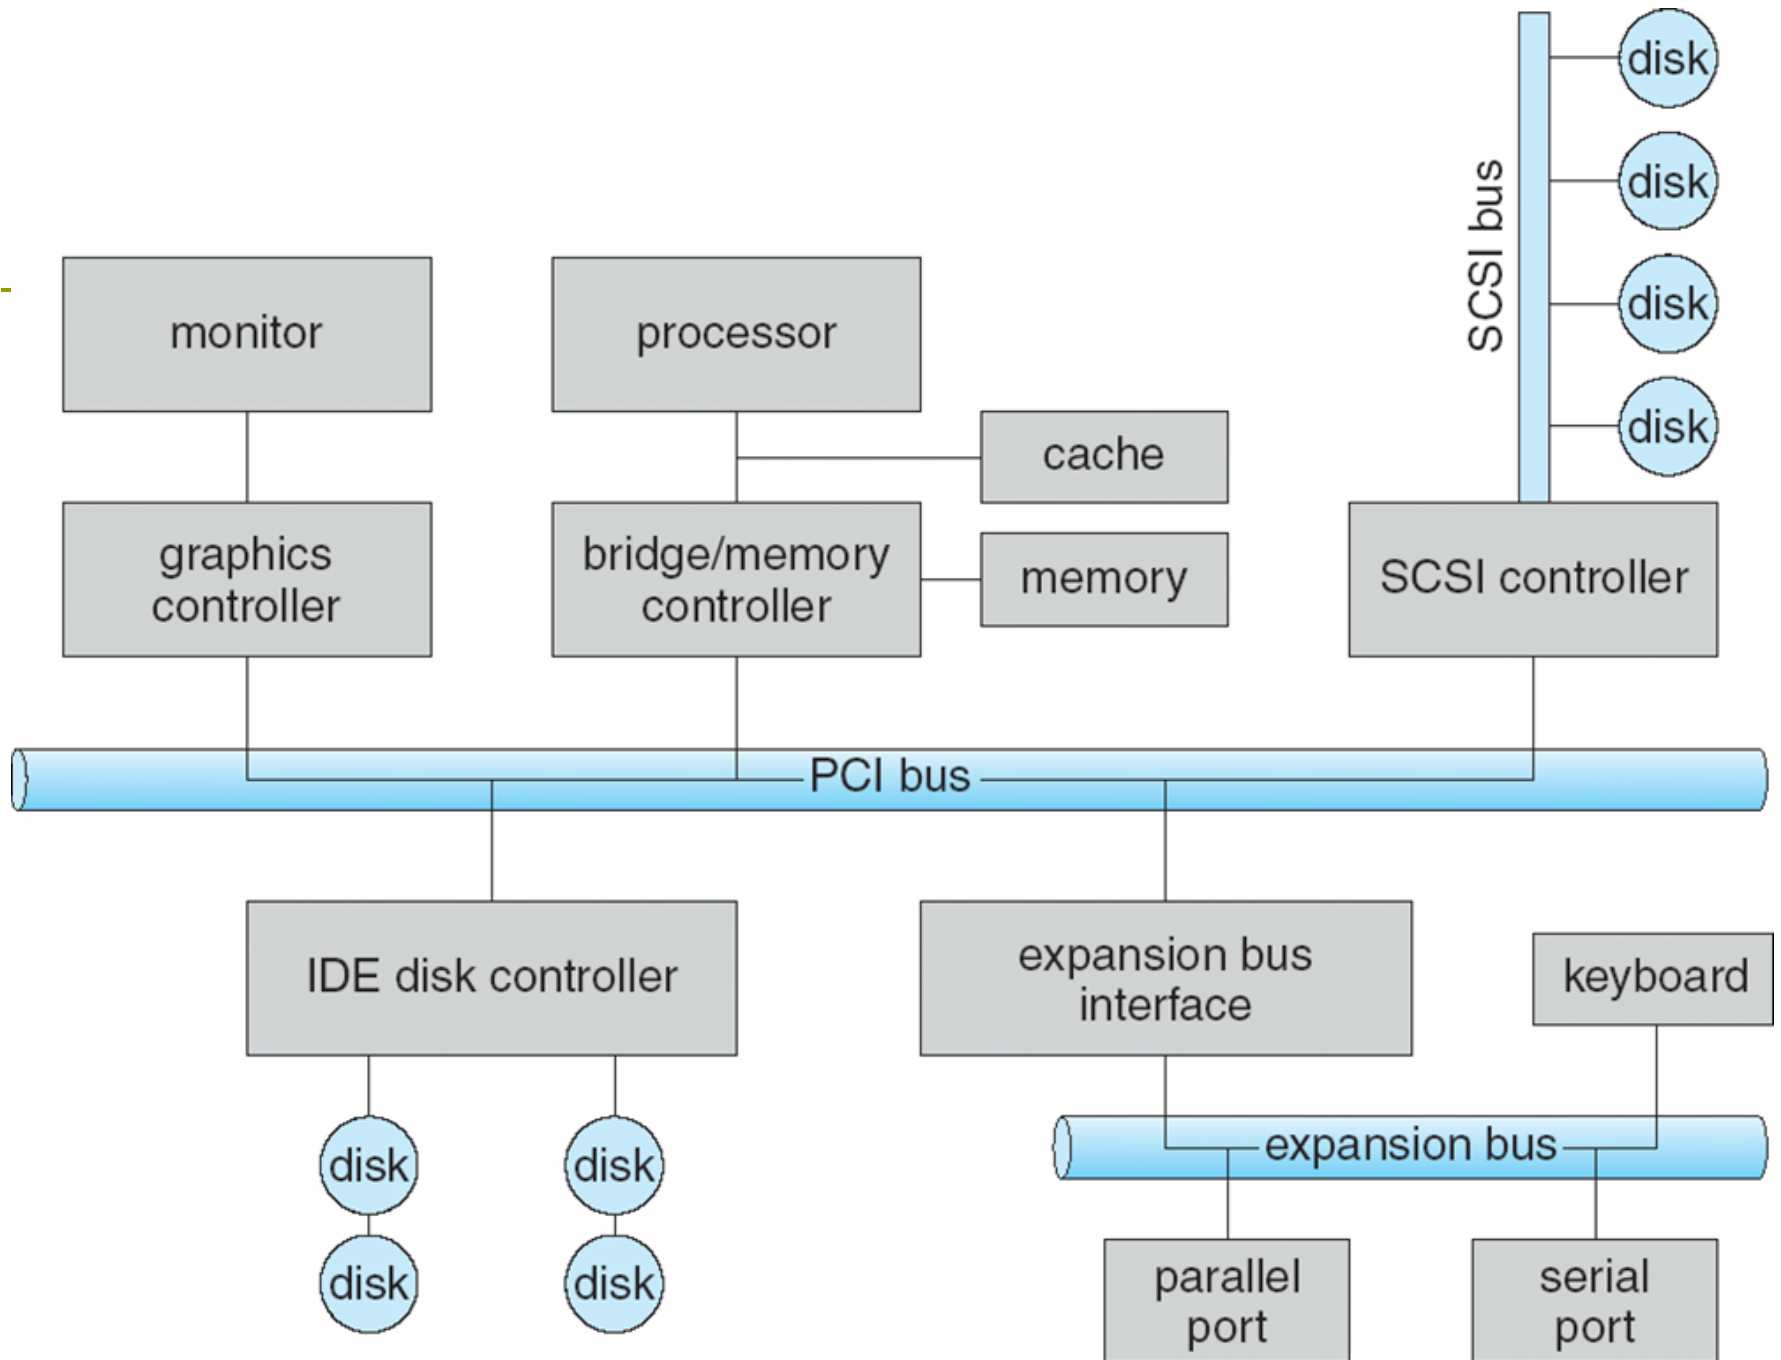 disk
disk
SCSI bus
disk
disk
monitor
processor
cache
graphics
controller
bridge/memory
controller
memory
SCSI controller
PCI bus
IDE disk controller
expansion bus
interface
keyboard
disk
disk
expansion bus
disk
disk
parallel
port
serial
port